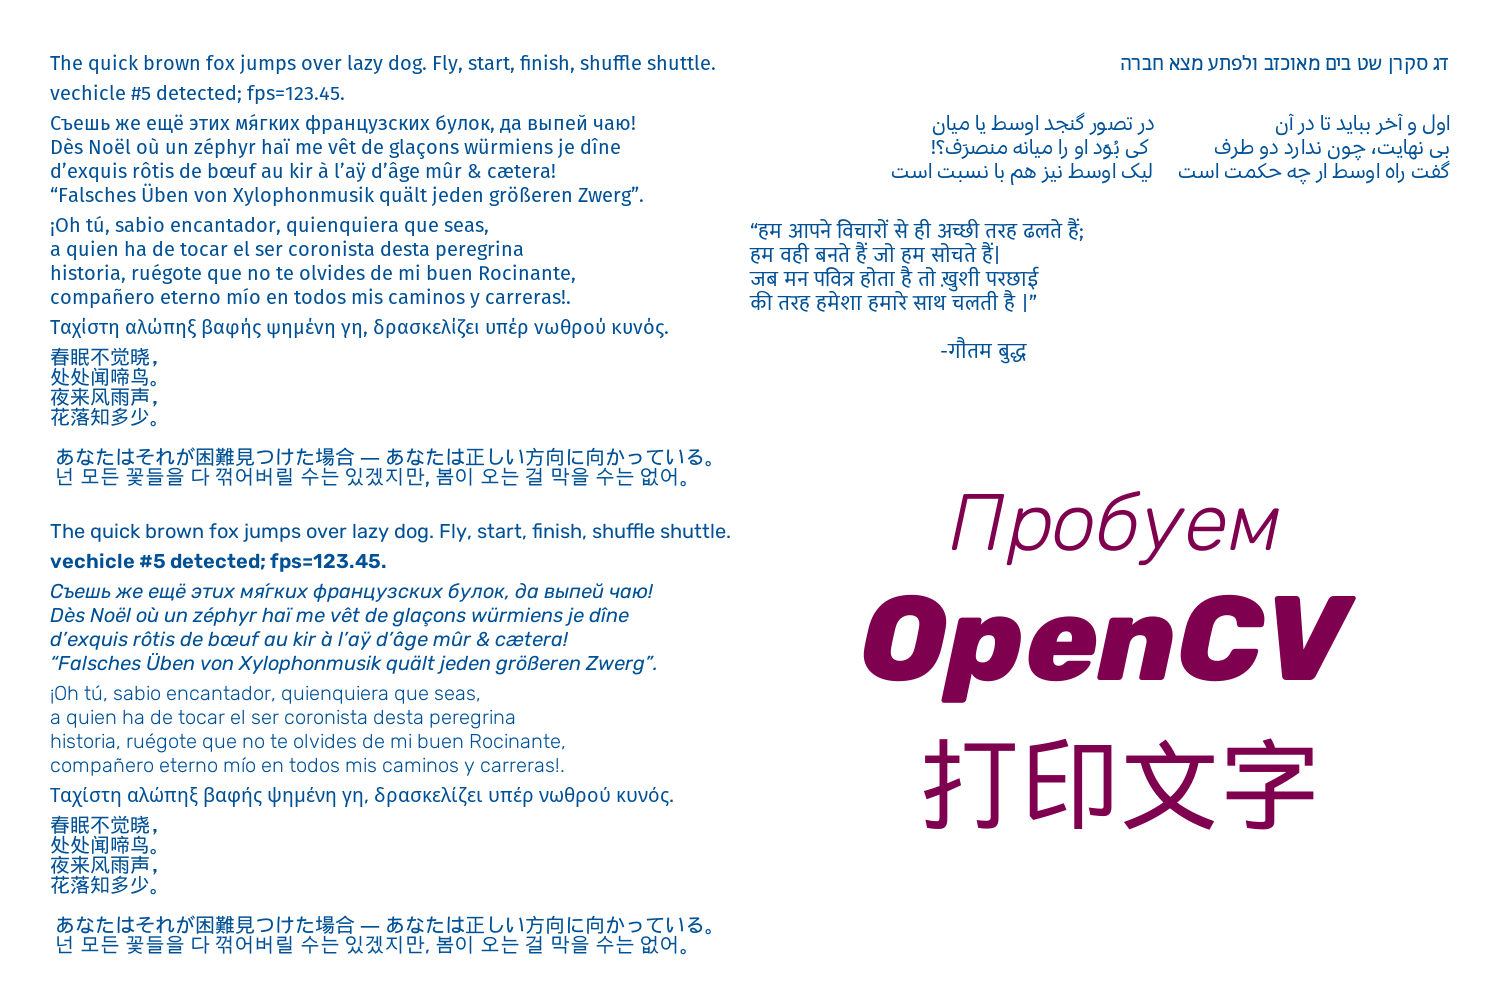 The quick brown fox jumps over lazy dog. Fly, start, finish, shuffle shuttle.
vechicle #5 detected; fps=123.45.
Съешь же ещё этих мя́гких французских булок, да выпей чаю!
Dès Noël où un zéphyr haï me vêt de glaçons würmiens je dîne
d’exquis rôtis de bœuf au kir à l’aÿ d’âge mûr & cætera!
“Falsches Üben von Xylophonmusik quält jeden größeren Zwerg”.
¡Oh tú, sabio encantador, quienquiera que seas,
a quien ha de tocar el ser coronista desta peregrina
historia, ruégote que no te olvides de mi buen Rocinante,
compañero eterno mío en todos mis caminos y carreras!.
Ταχίστη αλώπηξ βαφής ψημένη γη, δρασκελίζει υπέρ νωθρού κυνός.
春眠不觉晓，
处处闻啼鸟。
夜来风雨声，
花落知多少。
あなたはそれが困難見つけた場合 — あなたは正しい方向に向かっている。
넌 모든 꽃들을 다 꺾어버릴 수는 있겠지만, 봄이 오는 걸 막을 수는 없어。
The quick brown fox jumps over lazy dog. Fly, start, finish, shuffle shuttle.
vechicle #5 detected; fps=123.45.
Съешь же ещё этих мя́гких французских булок, да выпей чаю!
Dès Noël où un zéphyr haï me vêt de glaçons würmiens je dîne
d’exquis rôtis de bœuf au kir à l’aÿ d’âge mûr & cætera!
“Falsches Üben von Xylophonmusik quält jeden größeren Zwerg”.
¡Oh tú, sabio encantador, quienquiera que seas,
a quien ha de tocar el ser coronista desta peregrina
historia, ruégote que no te olvides de mi buen Rocinante,
compañero eterno mío en todos mis caminos y carreras!.
Ταχίστη αλώπηξ βαφής ψημένη γη, δρασκελίζει υπέρ νωθρού κυνός.
春眠不觉晓，
处处闻啼鸟。
夜来风雨声，
花落知多少。
あなたはそれが困難見つけた場合 — あなたは正しい方向に向かっている。
넌 모든 꽃들을 다 꺾어버릴 수는 있겠지만, 봄이 오는 걸 막을 수는 없어。
דג סקרן שט בים מאוכזב ולפתע מצא חברה
اول و آخر بباید تا در آن در تصور گنجد اوسط یا میان
بی نهایت، چون ندارد دو طرف کی بُوَد او را میانه منصرَف؟!
گفت راه اوسط ار چه حکمت است لیک اوسط نیز هم با نسبت است
“हम आपने विचारों से ही अच्छी तरह ढलते हैं;
हम वही बनते हैं जो हम सोचते हैं|
जब मन पवित्र होता है तो ख़ुशी परछाई
की तरह हमेशा हमारे साथ चलती है |”
-गौतम बुद्ध
Пробуем
OpenCV
打印文字